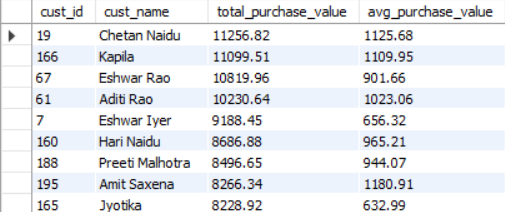 cust_id cust_name total_purchase_value avg_purchase_value
19 Chetan Naidu 11256.82 1125.68
166 Kapila 11099.51 1109.95
67 Eshwar Rao 10819.96 901.66
61 Aditi Rao 10230.64 1023.06
7 Eshwar Iyer 9188.45 656.32
160 Hari Naidu 8686.88 965.21
188 Preeti Malhotra 8496.65 944.07
195 Amit Saxena 8266.34 1180.91
165 Jyotika 8228.92 632.99